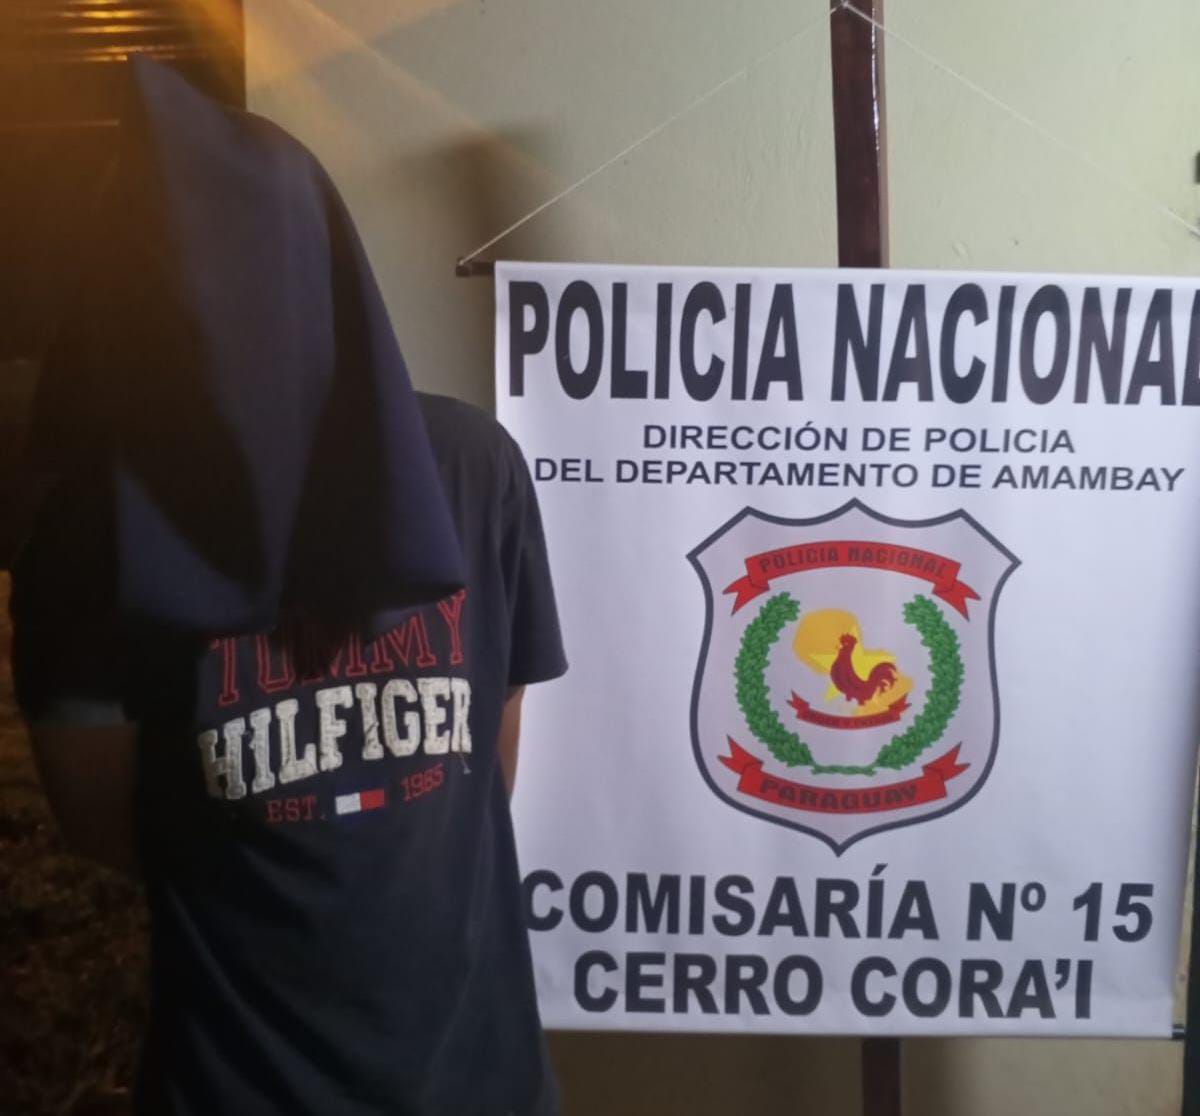 TOMMY
HILFIGER
EST. 1985
POLICIA NACIONAL
DIRECCIÓN DE POLICIA
DEL DEPARTAMENTO DE AMAMBAY
POLICIA NACIONAL
PARAGUAY
COMISARÍA Nº 15
CERRO CORA'I